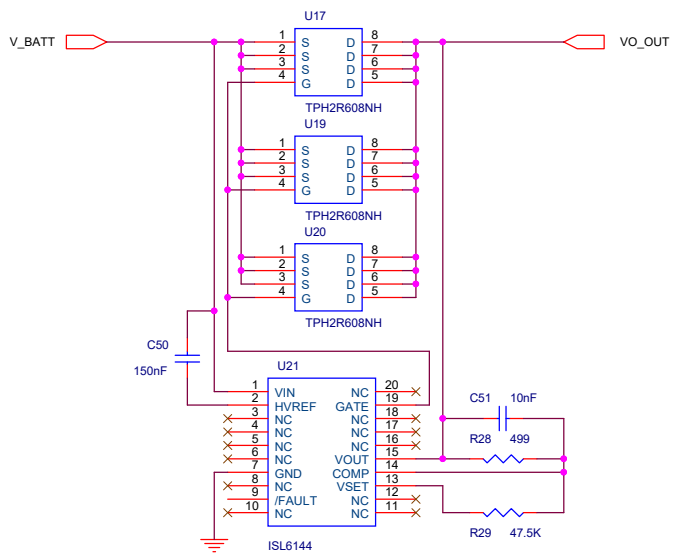 U17
V_BATT
VO_OUT
1 S D 8
2 S D 7
3 S D 6
4 G D 5
TPH2R608NH
U19
1 S D 8
2 S D 7
3 S D 6
4 G D 5
TPH2R608NH
U20
1 S D 8
2 S D 7
3 S D 6
4 G D 5
TPH2R608NH
C50
150nF
U21
1 VIN NC 20
2 HVREF GATE 19
3 NC NC 18
4 NC NC 17
5 NC NC 16
6 NC VOUT 15
7 GND COMP 14
8 NC VSET 13
9 /FAULT NC 12
10 NC NC 11
ISL6144
C51 10nF
R28 499
R29 47.5K